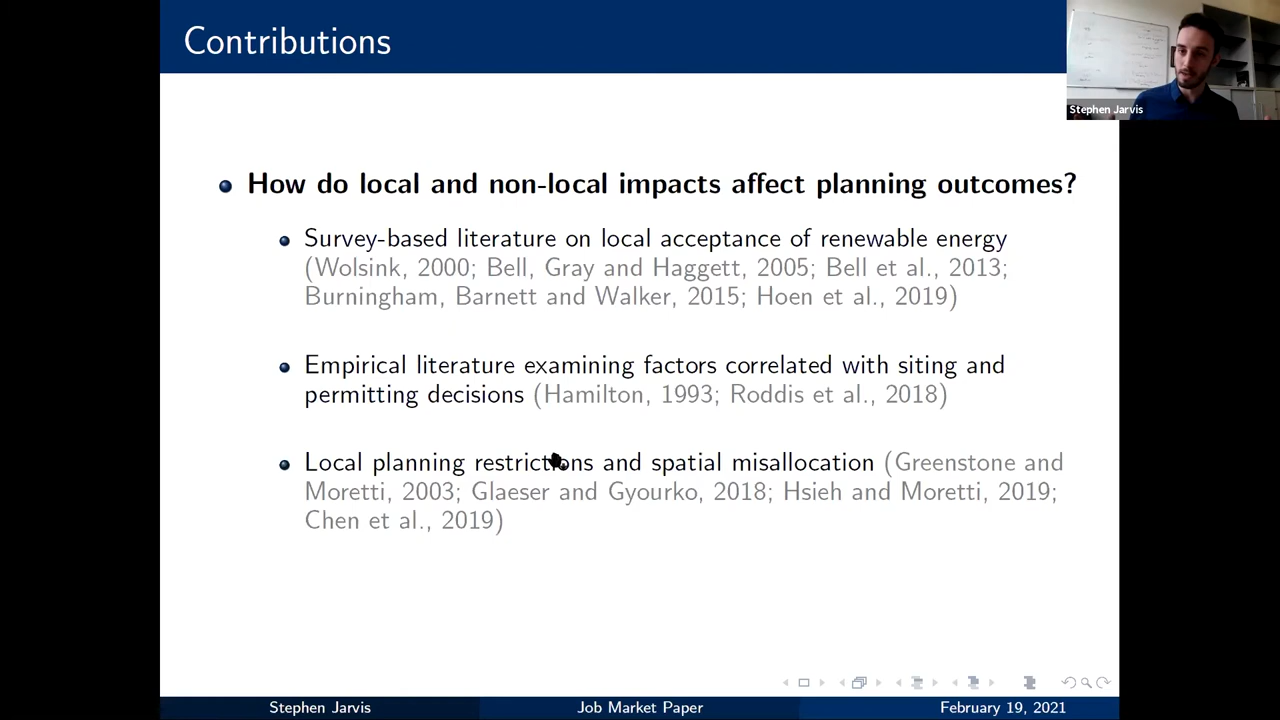 Contributions
Stephen Jarvis
How do local and non-local impacts affect planning outcomes?
Survey-based literature on local acceptance of renewable energy
(Wolsink, 2000; Bell, Gray and Haggett, 2005; Bell et al., 2013;
Burningham, Barnett and Walker, 2015; Hoen et al., 2019)
Empirical literature examining factors correlated with siting and
permitting decisions (Hamilton, 1993; Roddis et al., 2018)
Local planning restrictions and spatial misallocation (Greenstone and
Moretti, 2003; Glaeser and Gyourko, 2018; Hsieh and Moretti, 2019;
Chen et al., 2019)
Stephen Jarvis
Job Market Paper
February 19, 2021